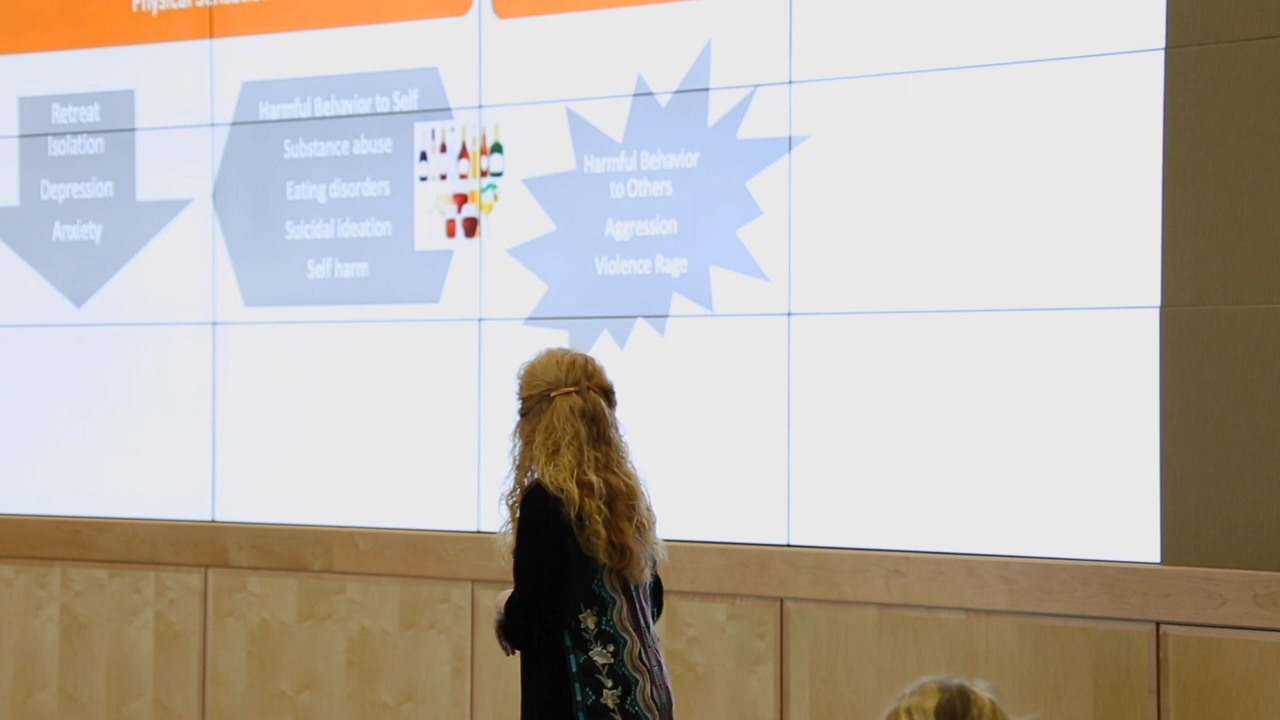 Physical
Retreat
Isolation
Depression
Anxiety
Harmful Behavior to Self
Substance abuse
Eating disorders
Suicidal ideation
Self harm
Harmful Behavior
to Others
Aggression
Violence Rage